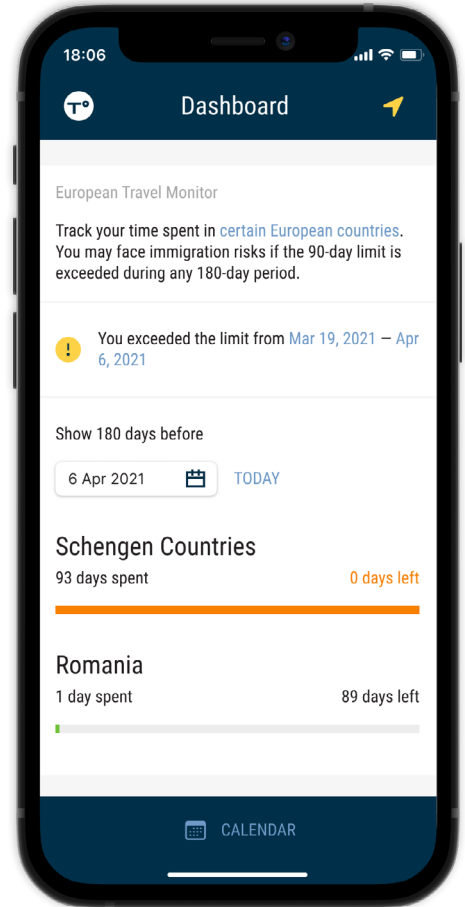 18:06
T°
Dashboard
European Travel Monitor
Track your time spent in certain European countries.
You may face immigration risks if the 90-day limit is
exceeded during any 180-day period.
You exceeded the limit from Mar 19, 2021 — Apr
6, 2021
Show 180 days before
6 Apr 2021
TODAY
Schengen Countries
93 days spent
0 days left
Romania
1 day spent
89 days left
CALENDAR